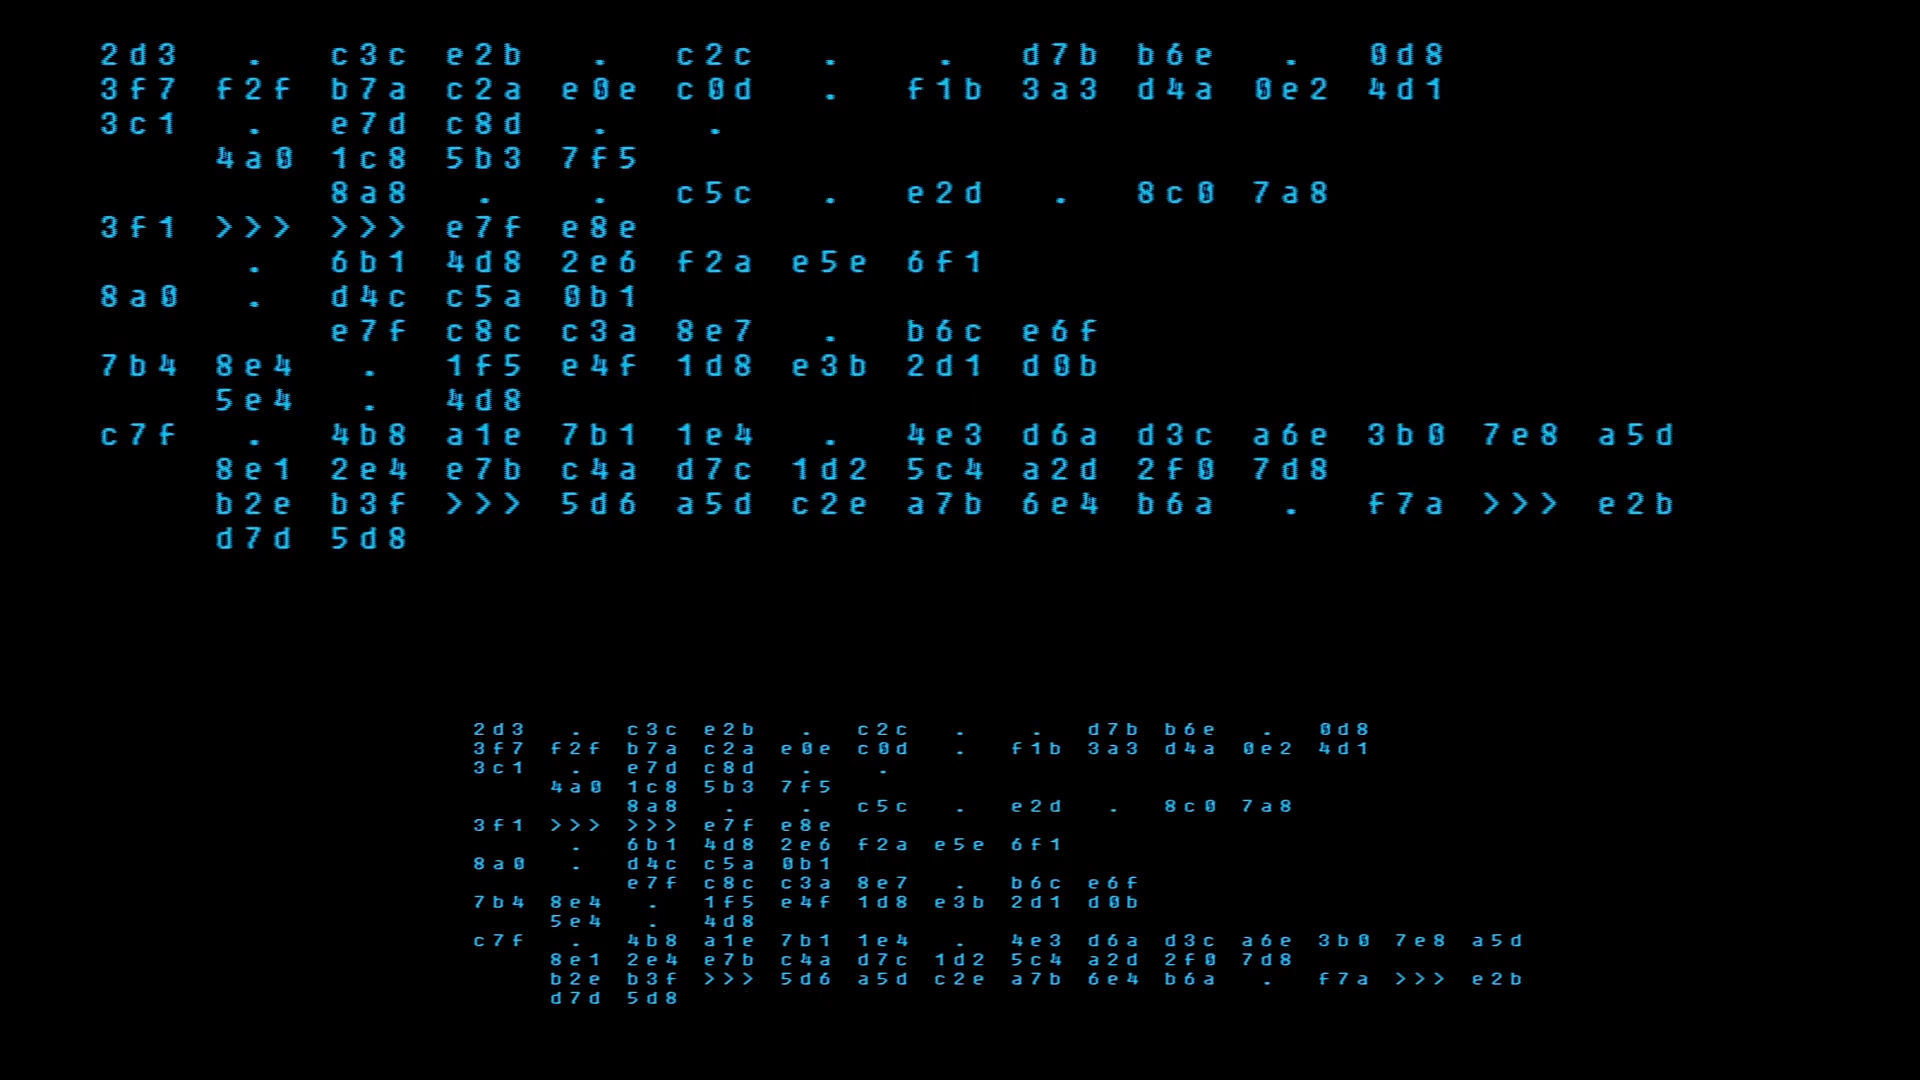 2d3 . c3c e2b . c2c . . d7b b6e . 0d8
3f7 f2f b7a c2a e0e c0d . f1b 3a3 d4a 0e2 4d1
3c1 . e7d c8d . .
4a0 1c8 5b3 7f5
8a8 . . c5c . e2d . 8c0 7a8
3f1 >>> >>> e7f e8e
. 6b1 4d8 2e6 f2a e5e 6f1
8a0 . d4c c5a 0b1
e7f c8c c3a 8e7 . b6c e6f
7b4 8e4 . 1f5 e4f 1d8 e3b 2d1 d0b
5e4 . 4d8
c7f . 4b8 a1e 7b1 1e4 . 4e3 d6a d3c a6e 3b0 7e8 a5d
8e1 2e4 e7b c4a d7c 1d2 5c4 a2d 2f0 7d8
b2e b3f >>> 5d6 a5d c2e a7b 6e4 b6a . f7a >>> e2b
d7d 5d8
2d3 . c3c e2b . c2c . . d7b b6e . 0d8
3f7 f2f b7a c2a e0e c0d . f1b 3a3 d4a 0e2 4d1
3c1 . e7d c8d . .
4a0 1c8 5b3 7f5
8a8 . . c5c . e2d . 8c0 7a8
3f1 >>> >>> e7f e8e
. 6b1 4d8 2e6 f2a e5e 6f1
8a0 . d4c c5a 0b1
e7f c8c c3a 8e7 . b6c e6f
7b4 8e4 . 1f5 e4f 1d8 e3b 2d1 d0b
5e4 . 4d8
c7f . 4b8 a1e 7b1 1e4 . 4e3 d6a d3c a6e 3b0 7e8 a5d
8e1 2e4 e7b c4a d7c 1d2 5c4 a2d 2f0 7d8
b2e b3f >>> 5d6 a5d c2e a7b 6e4 b6a . f7a >>> e2b
d7d 5d8